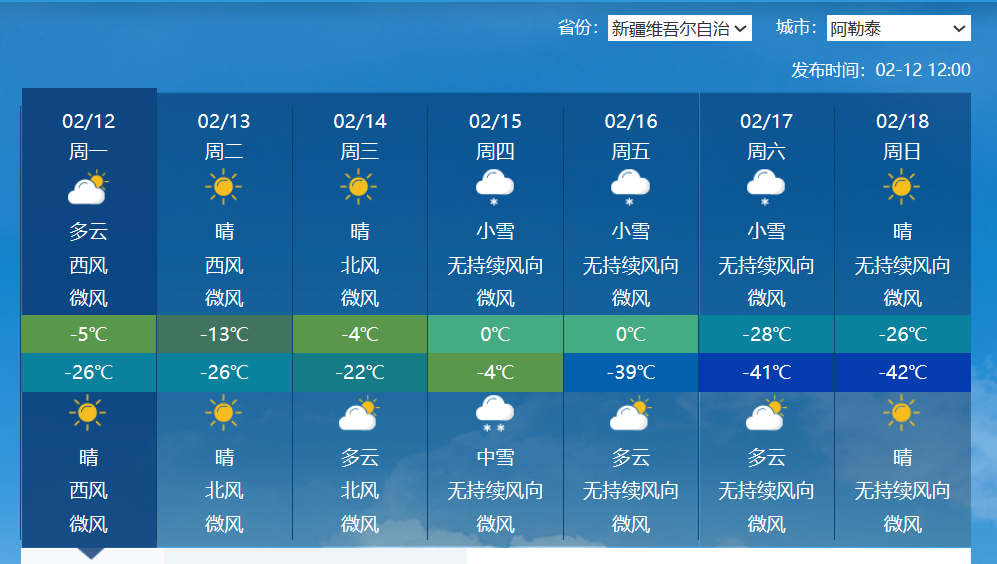 省份： 新疆维吾尔自治 城市： 阿勒泰
发布时间：02-12 12:00
02/12 02/13 02/14 02/15 02/16 02/17 02/18
周一 周二 周三 周四 周五 周六 周日
多云 晴 晴 小雪 小雪 小雪 晴
西风 西风 北风 无持续风向 无持续风向 无持续风向 无持续风向
微风 微风 微风 微风 微风 微风 微风
-5℃ -13℃ -4℃ 0℃ 0℃ -28℃ -26℃
-26℃ -26℃ -22℃ -4℃ -39℃ -41℃ -42℃
晴 晴 多云 中雪 多云 多云 晴
西风 北风 北风 无持续风向 无持续风向 无持续风向 无持续风向
微风 微风 微风 微风 微风 微风 微风